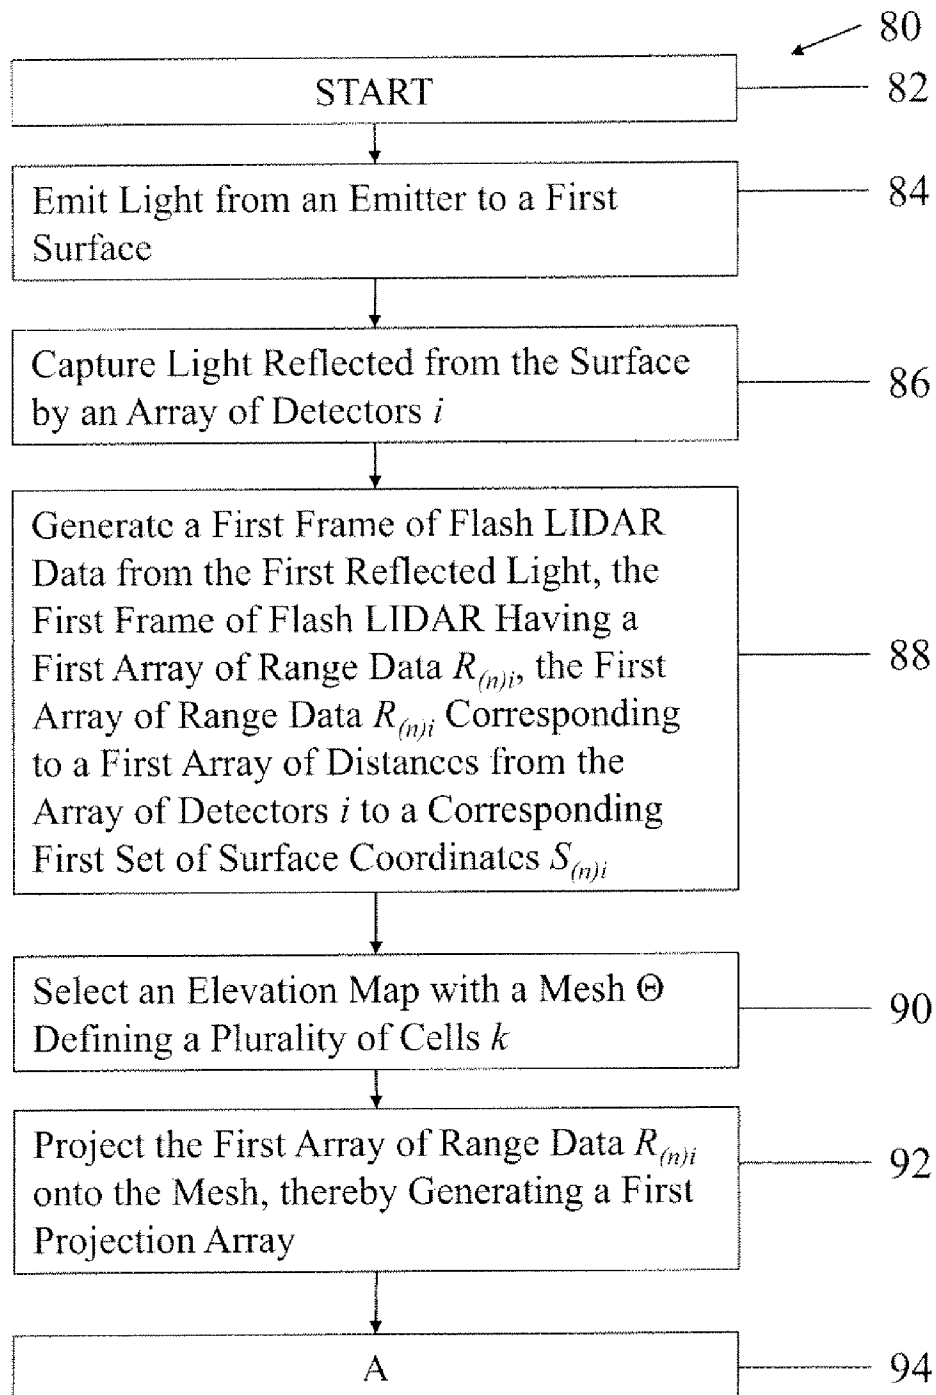 80
START
82
Emit Light from an Emitter to a First
Surface
84
Capture Light Reflected from the Surface
by an Array of Detectors i
86
Generate a First Frame of Flash LIDAR
Data from the First Reflected Light, the
First Frame of Flash LIDAR Having a
First Array of Range Data R(n)i, the First
Array of Range Data R(n)i Corresponding
to a First Array of Distances from the
Array of Detectors i to a Corresponding
First Set of Surface Coordinates S(n)i
88
Select an Elevation Map with a Mesh Θ
Defining a Plurality of Cells k
90
Project the First Array of Range Data R(n)i
onto the Mesh, thereby Generating a First
Projection Array
92
A
94